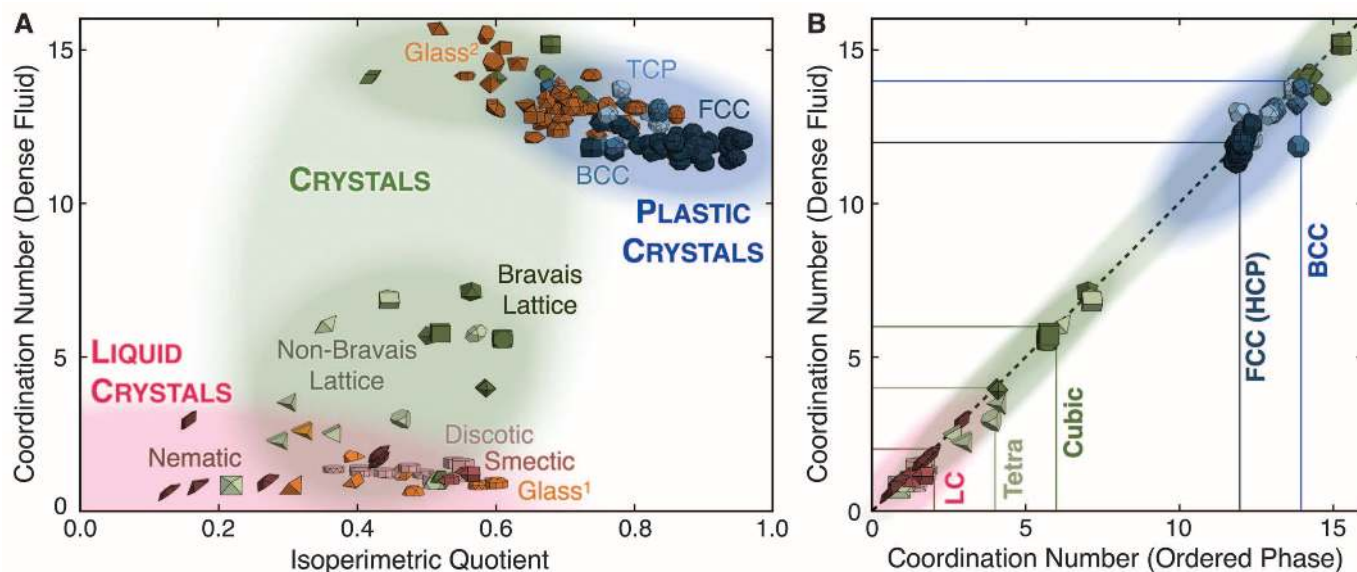 A
Coordination Number (Dense Fluid)
15
10
5
0
0.0
0.2
0.4
0.6
0.8
1.0
Isoperimetric Quotient
Glass²
TCP
FCC
BCC
CRYSTALS
PLASTIC
CRYSTALS
Bravais
Lattice
Non-Bravais
Lattice
LIQUID
CRYSTALS
Nematic
Discotic
Smectic
Glass¹
B
Coordination Number (Dense Fluid)
15
10
5
0
0
5
10
15
Coordination Number (Ordered Phase)
LC
Tetra
Cubic
FCC (HCP)
BCC